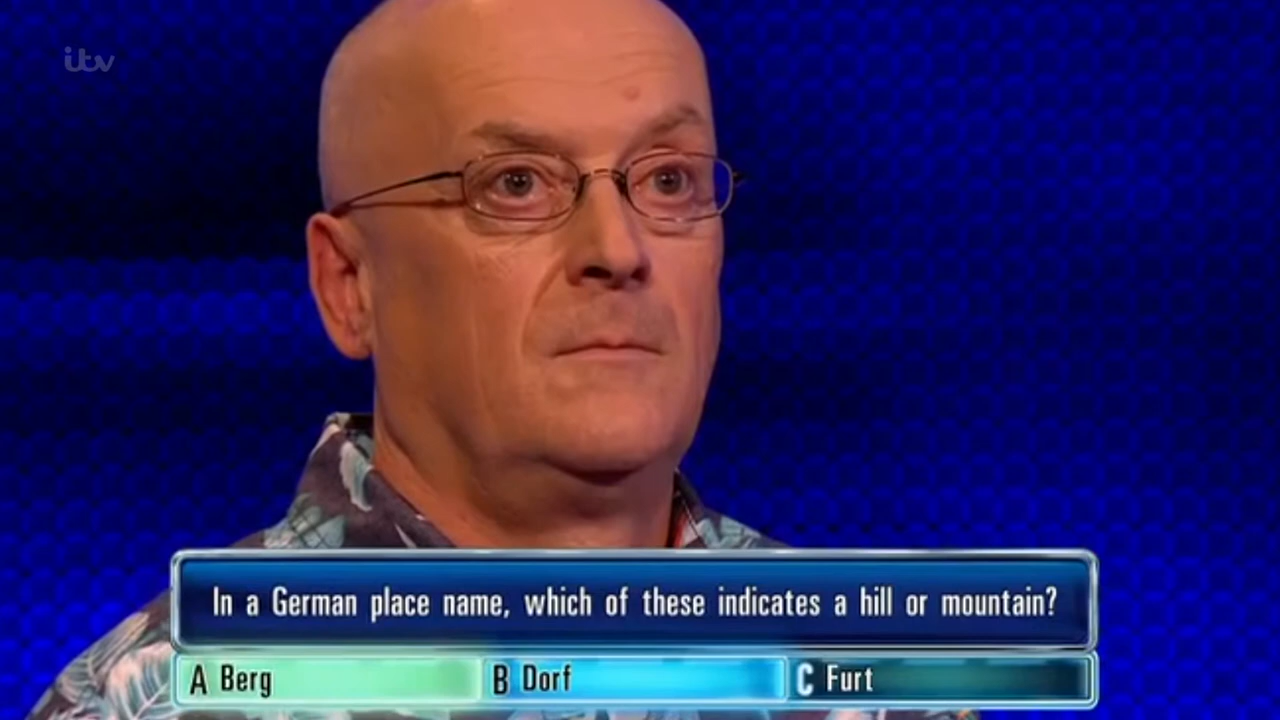 itv
In a German place name, which of these indicates a hill or mountain?
A Berg B Dorf C Furt